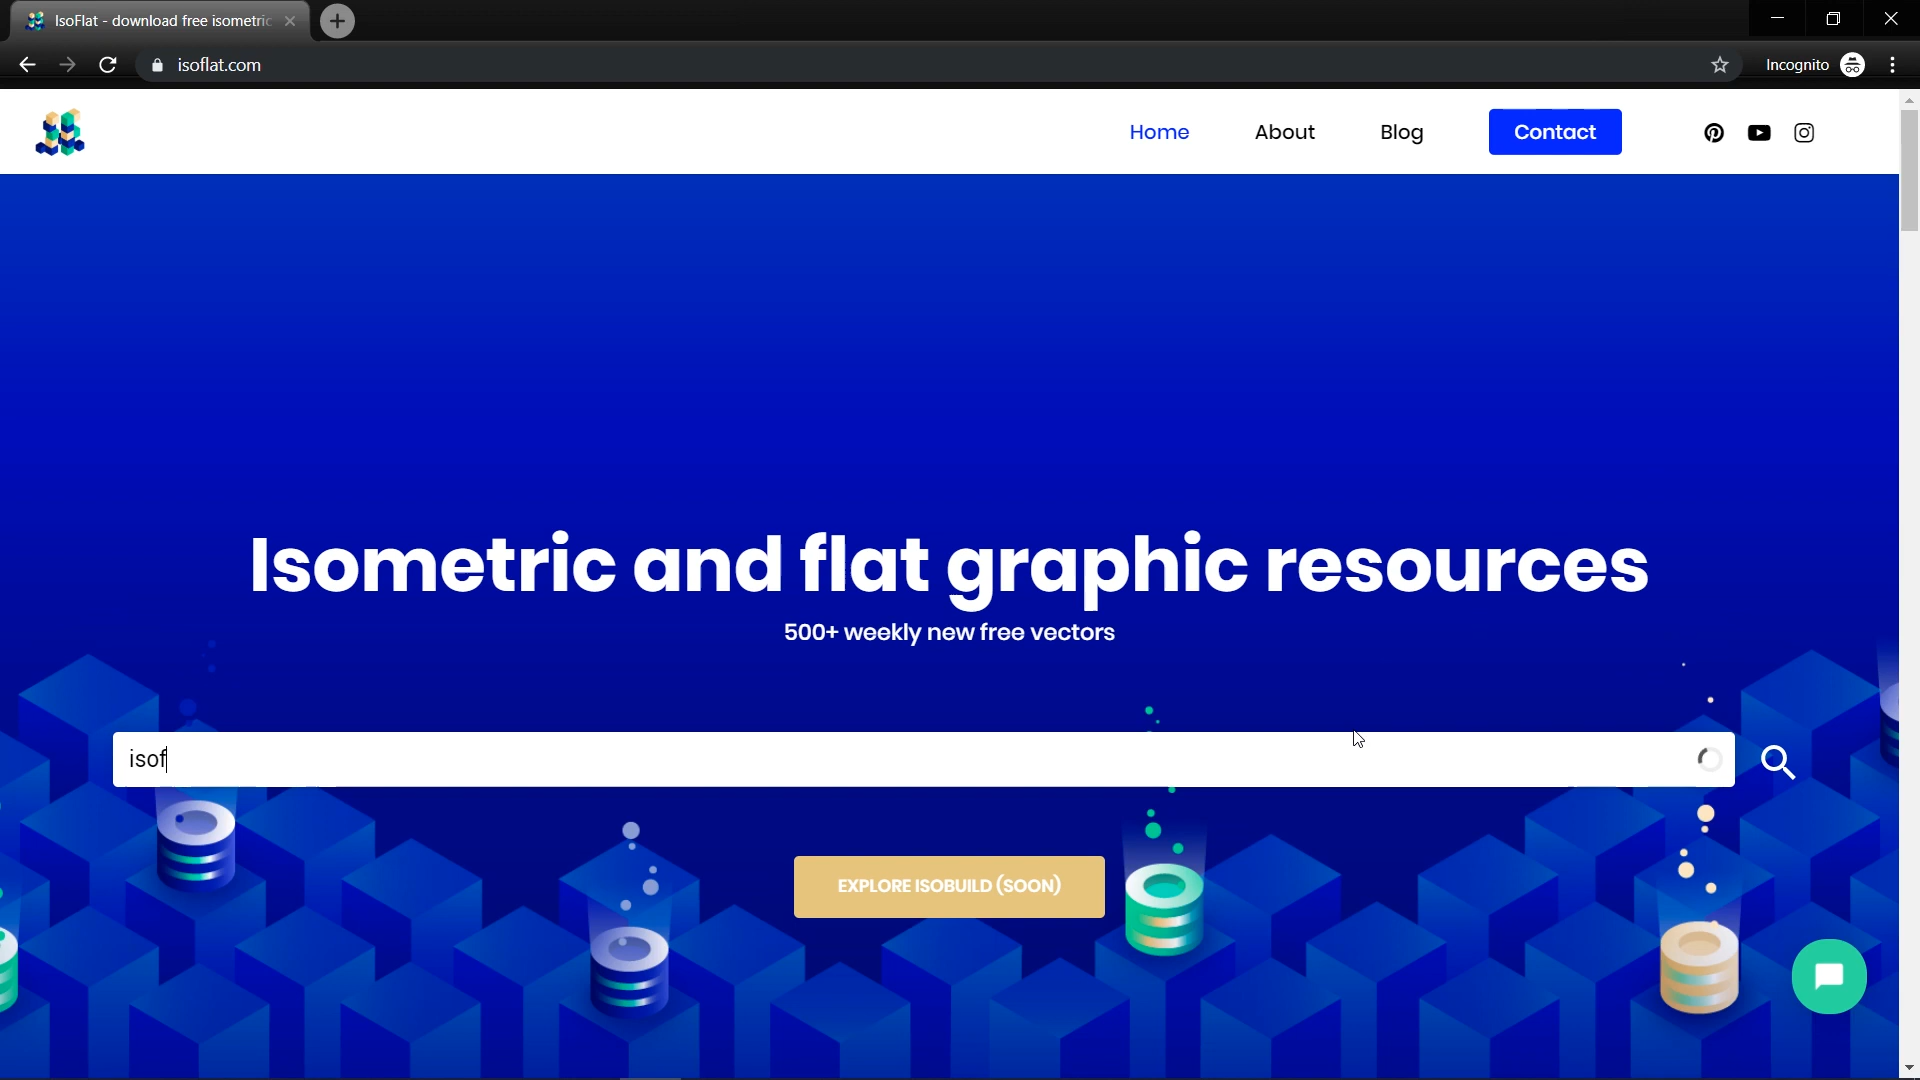 IsoFlat - download free isometric
isoflat.com
Incognito
Home
About
Blog
Contact
Isometric and flat graphic resources
500+ weekly new free vectors
isof
EXPLORE ISOBUILD (SOON)